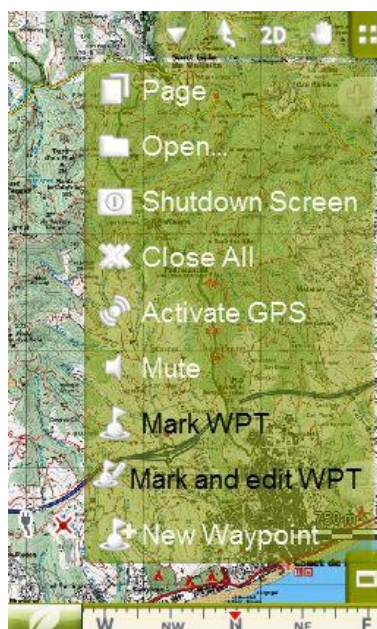 2D
Page
Open...
Shutdown Screen
Close All
Activate GPS
Mute
Mark WPT
Mark and edit WPT
New Waypoint
750m
W NW N NE E